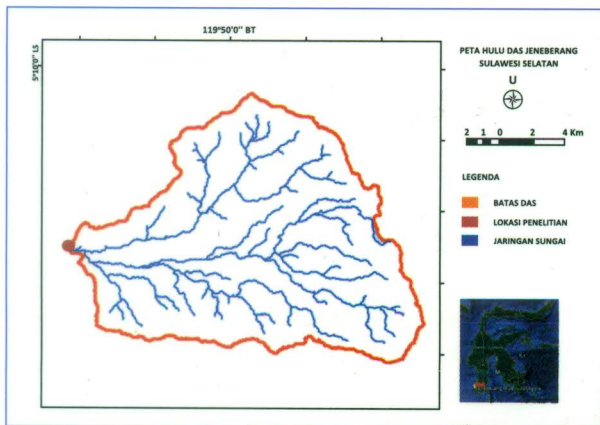 119°50'0" BT
5°10'0" LS
PETA HULU DAS JENEBERANG
SULAWESI SELATAN
U
2 1 0 2 4 Km
LEGENDA
BATAS DAS
LOKASI PENELITIAN
JARINGAN SUNGAI